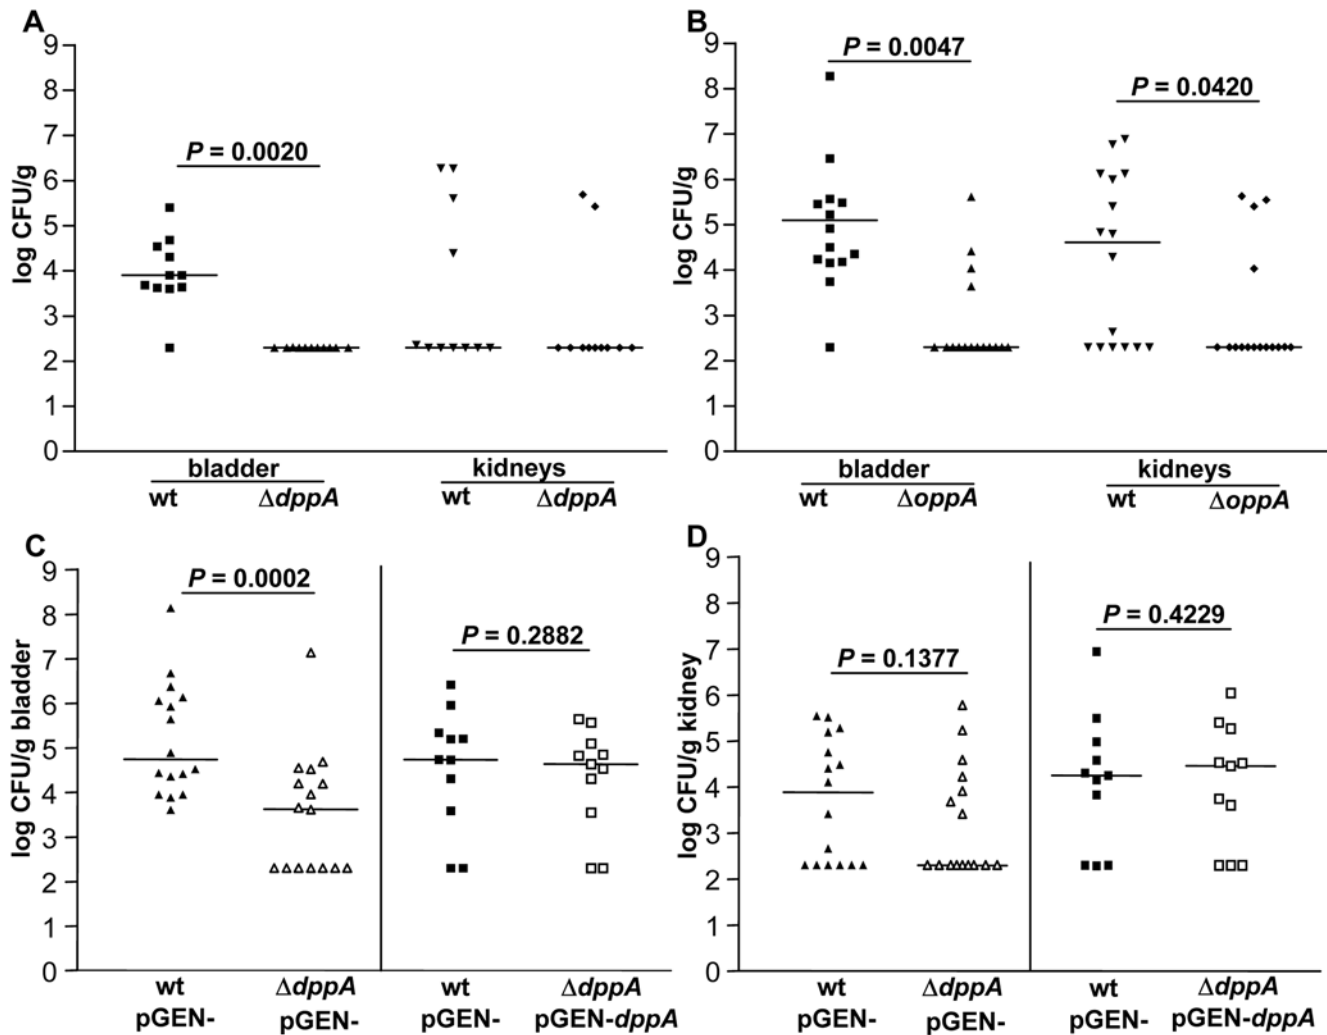 A
9
8
7
6
5
4
3
2
1
0
log CFU/g
P = 0.0020
bladder
kidneys
wt
ΔdppA
wt
ΔdppA
B
9
8
7
6
5
4
3
2
1
0
log CFU/g
P = 0.0047
P = 0.0420
bladder
kidneys
wt
ΔoppA
wt
ΔoppA
C
9
8
7
6
5
4
3
2
1
0
log CFU/g bladder
P = 0.0002
P = 0.2882
wt
ΔdppA
wt
ΔdppA
pGEN-
pGEN-
pGEN-
pGEN-dppA
D
9
8
7
6
5
4
3
2
1
0
log CFU/g kidney
P = 0.1377
P = 0.4229
wt
ΔdppA
wt
ΔdppA
pGEN-
pGEN-
pGEN-
pGEN-dppA